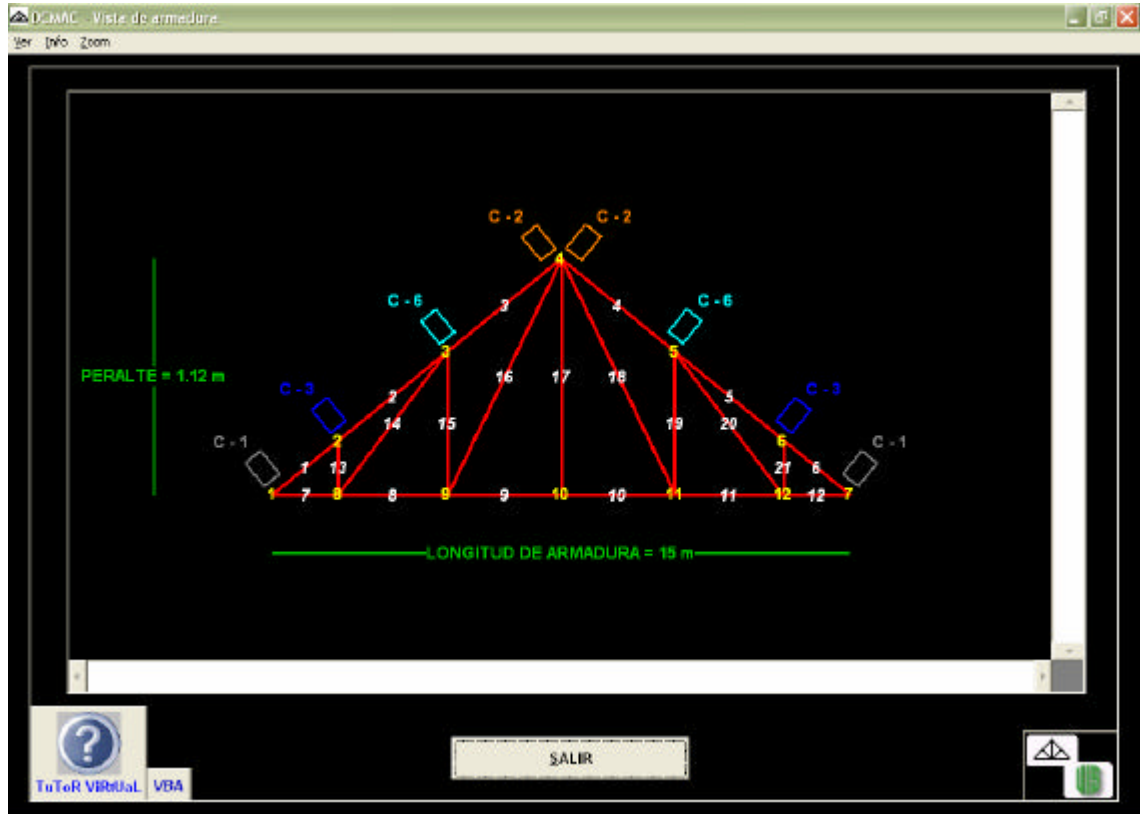 DCMAC - Vista de armadura
Ver Info Zoom
C - 2 C - 2
4
C - 6 3 4 C - 6
3 5
PERALTE = 1.12 m
16 17 18
C - 3 2 5 C - 3
14 15 19 20
C - 1 2 6 C - 1
1 13 21 6
1 7 8 8 9 9 10 10 11 11 12 12 7
LONGITUD DE ARMADURA = 15 m
SALIR
TuToR VIRtUaL VBA